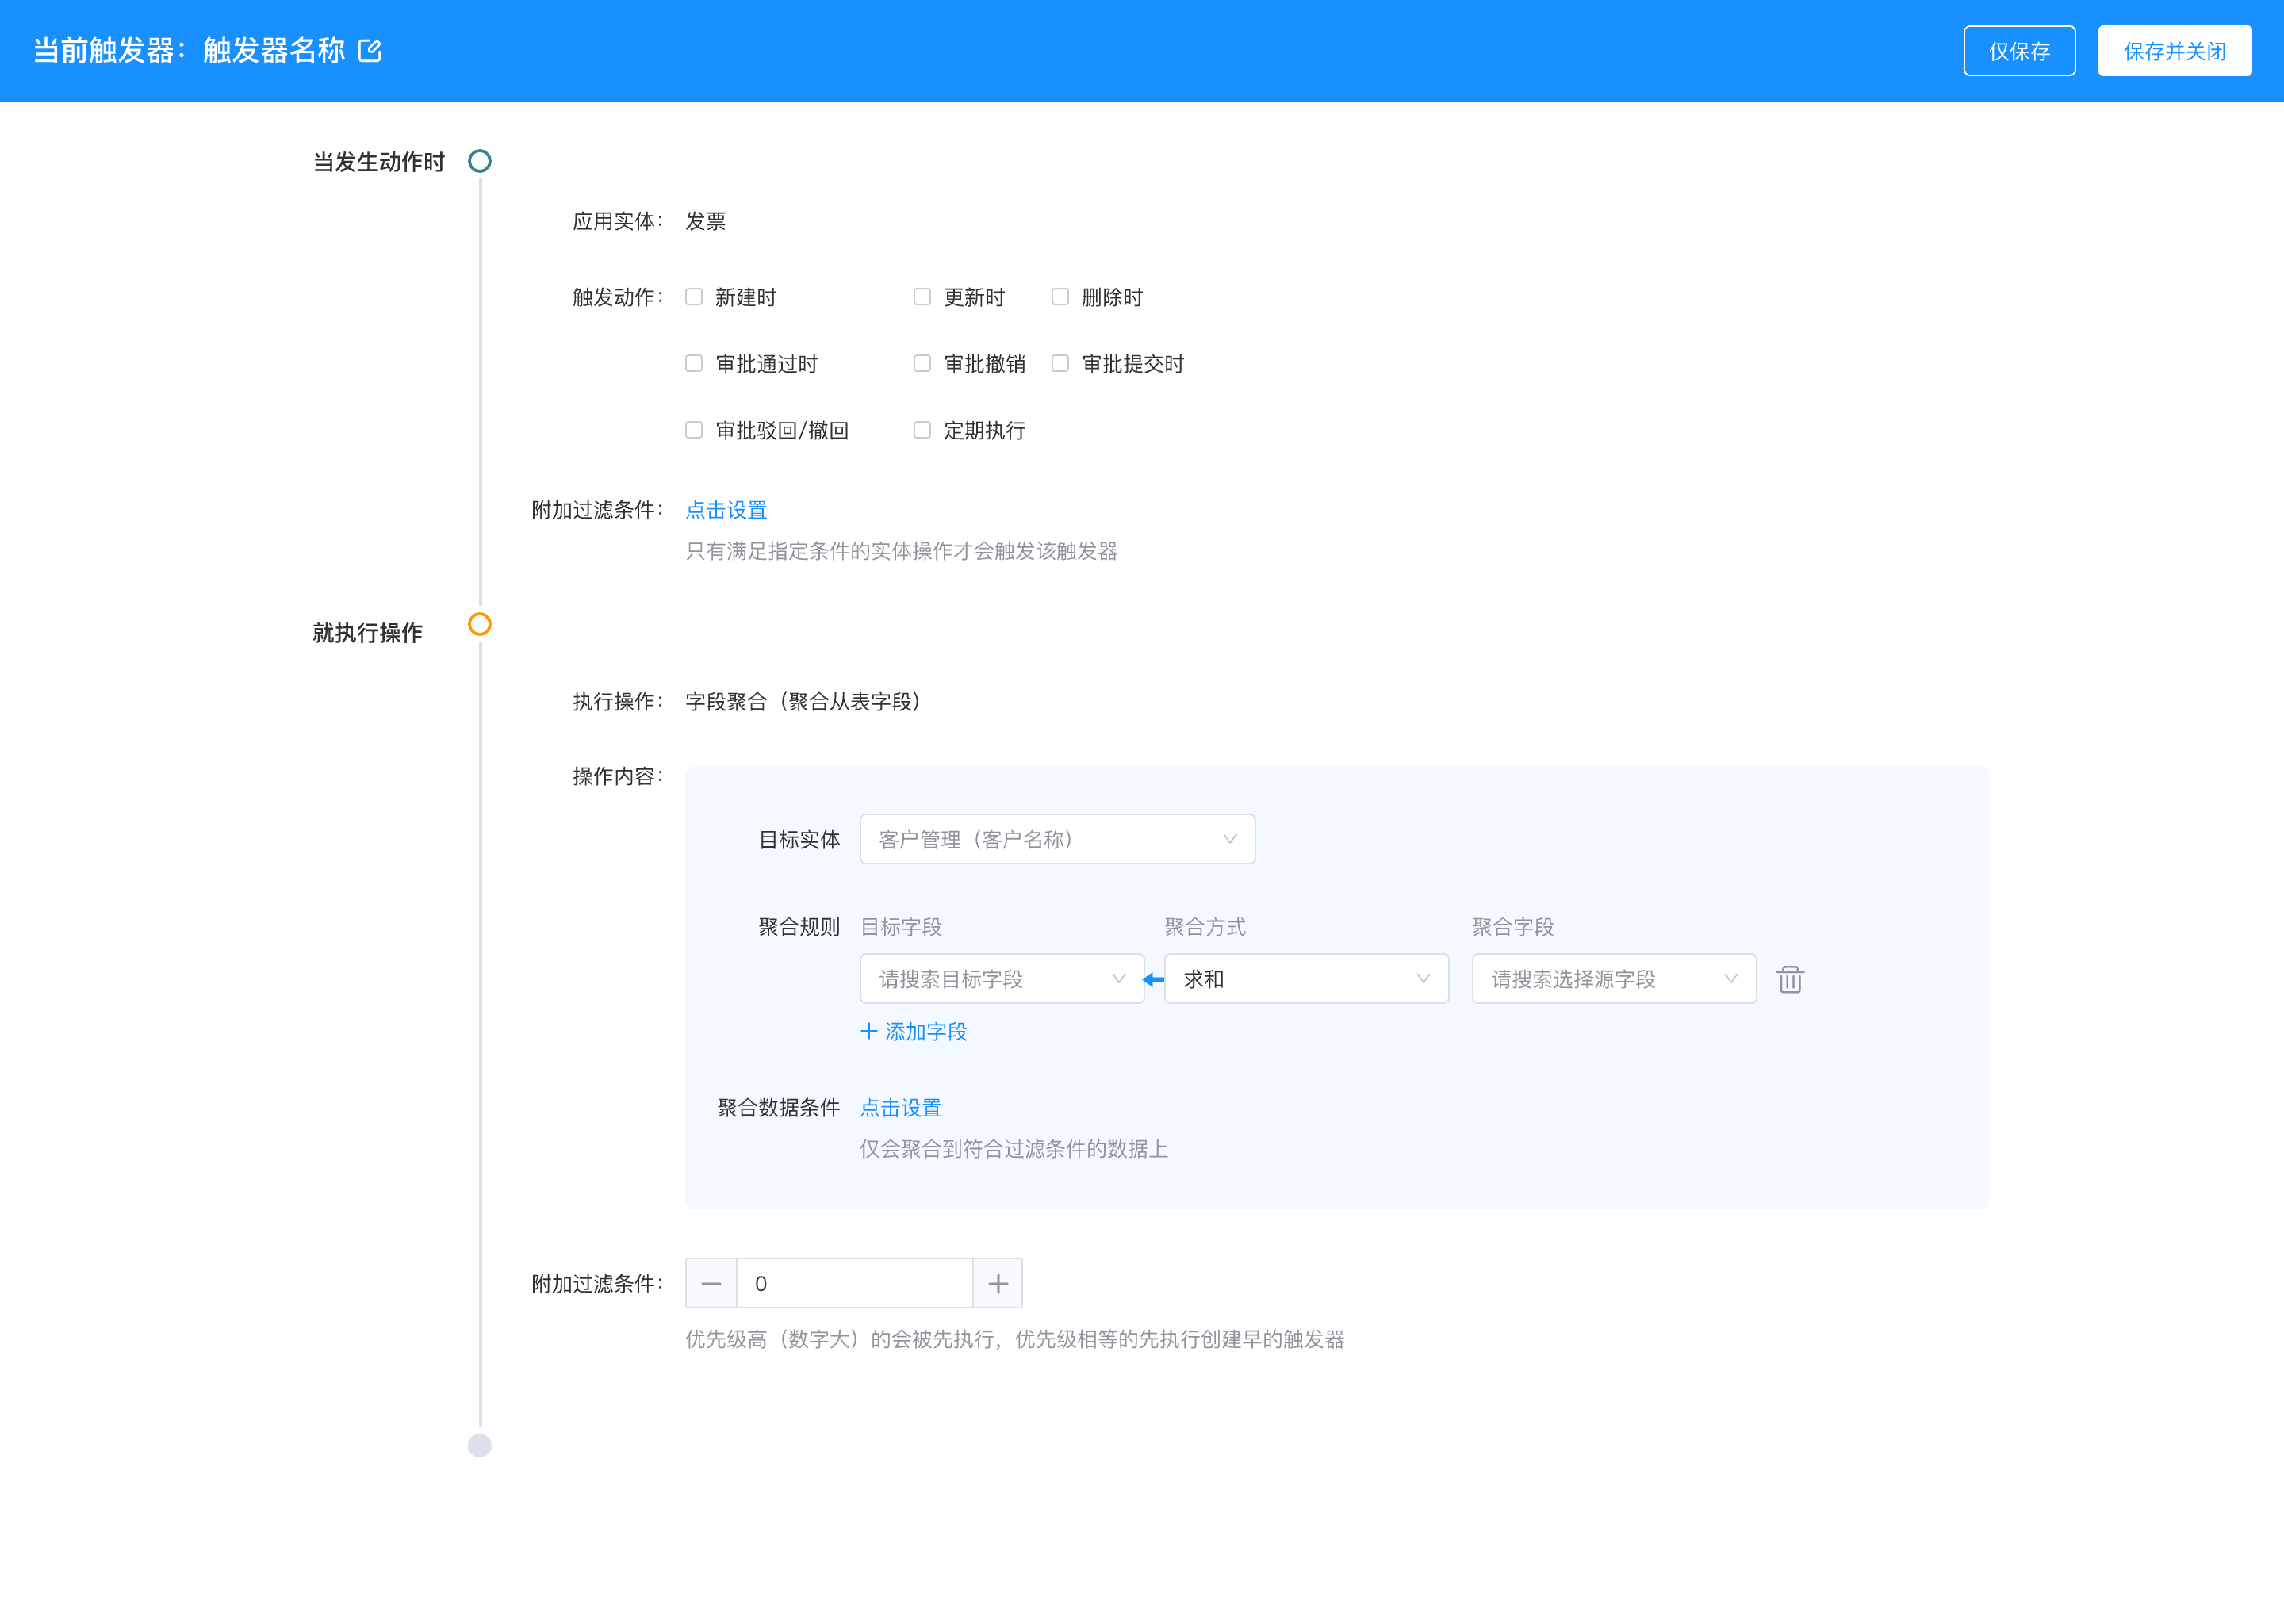 当前触发器：触发器名称
仅保存
保存并关闭
当发生动作时
应用实体： 发票
触发动作： 新建时 更新时 删除时
审批通过时 审批撤销 审批提交时
审批驳回/撤回 定期执行
附加过滤条件： 点击设置
只有满足指定条件的实体操作才会触发该触发器
就执行操作
执行操作： 字段聚合（聚合从表字段）
操作内容：
目标实体 客户管理（客户名称）
聚合规则 目标字段 聚合方式 聚合字段
请搜索目标字段 求和 请搜索选择源字段
添加字段
聚合数据条件 点击设置
仅会聚合到符合过滤条件的数据上
附加过滤条件： 0
优先级高（数字大）的会被先执行，优先级相等的先执行创建早的触发器